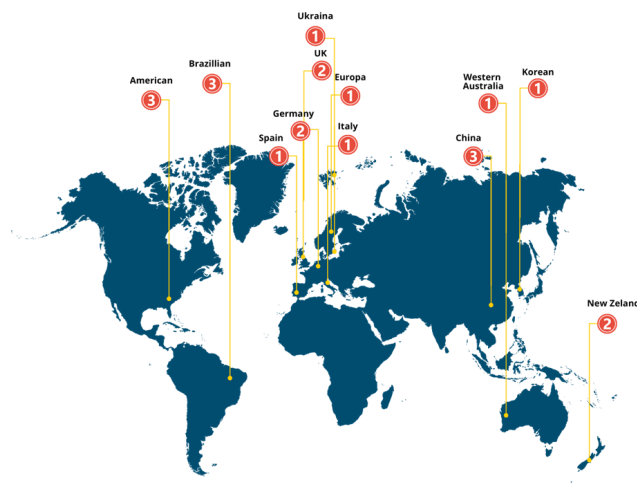 Ukraina
1
UK
2
Brazillian
3
American
3
Europa
1
Western
Australia
1
Korean
1
Germany
2
Italy
1
Spain
1
China
3
New Zeland
2